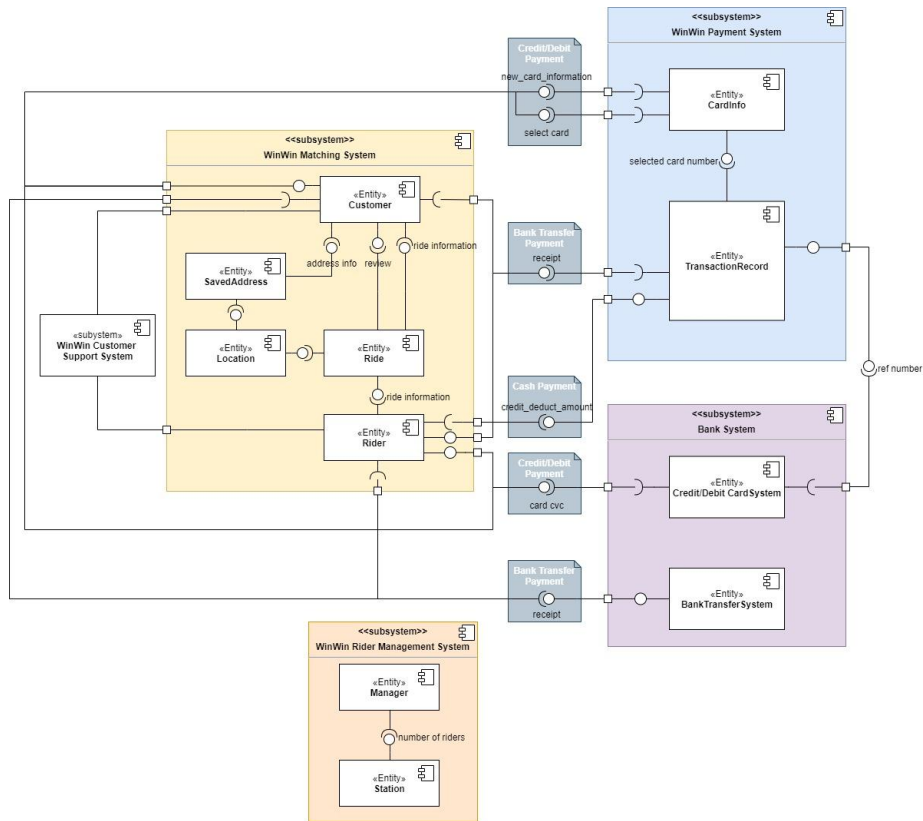 <<subsystem>>
WinWin Payment System
Credit/Debit
Payment
new_card_information
select card
«Entity»
CardInfo
selected card number
<<subsystem>>
WinWin Matching System
«Entity»
Customer
ride information
address info
review
«Entity»
SavedAddress
Bank Transfer
Payment
receipt
«Entity»
TransactionRecord
«subystem»
WinWin Customer
Support System
«Entity»
Location
«Entity»
Ride
ride information
«Entity»
Rider
Cash Payment
credit_deduct_amount
ref number
<<subsystem>>
Bank System
Credit/Debit
Payment
card cvc
«Entity»
Credit/Debit CardSystem
Bank Transfer
Payment
receipt
«Entity»
BankTransferSystem
<<subsystem>>
WinWin Rider Management System
«Entity»
Manager
number of riders
«Entity»
Station